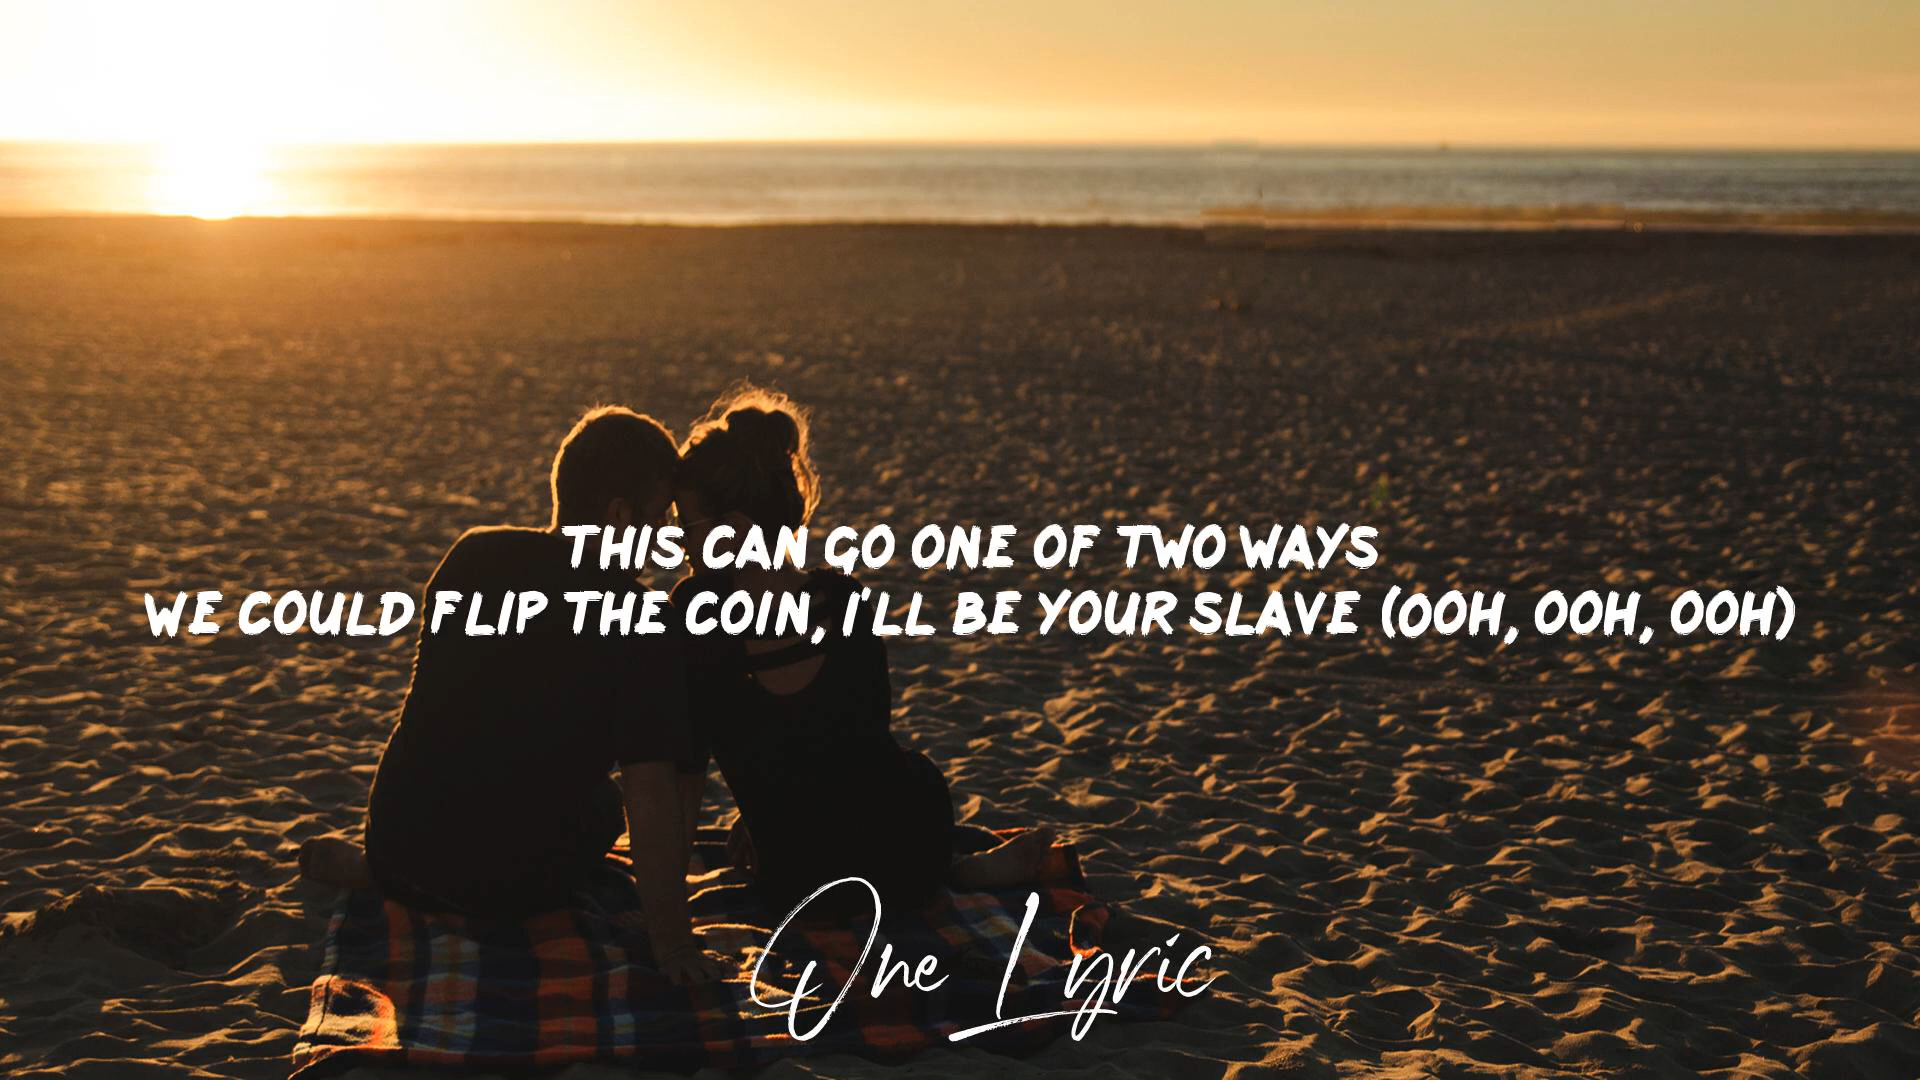 THIS CAN GO ONE OF TWO WAYS
WE COULD FLIP THE COIN, I'LL BE YOUR SLAVE (OOH, OOH, OOH)
One Lyric